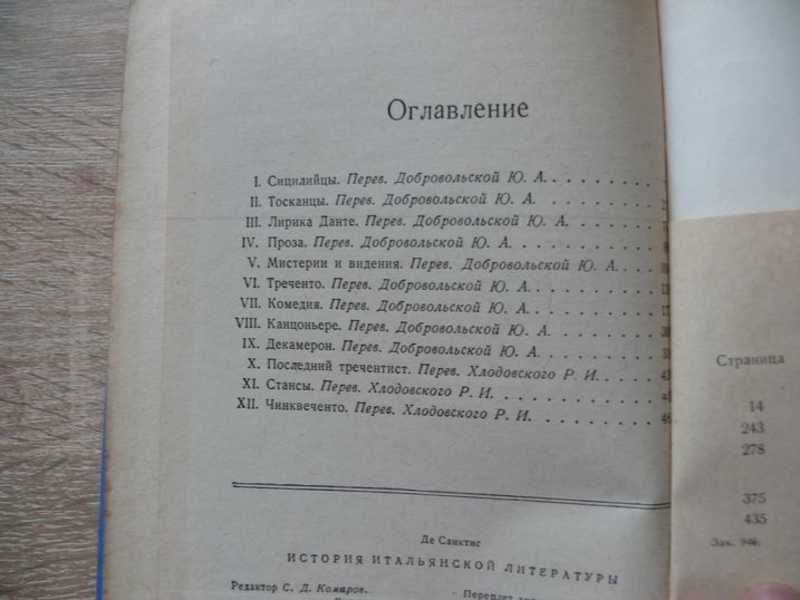 Оглавление
I. Сицилийцы. Перев. Добровольской Ю. А. . . . . . . .
II. Тосканцы. Перев. Добровольской Ю. А. . . . . . . .
III. Лирика Данте. Перев. Добровольской Ю. А. . . . . .
IV. Проза. Перев. Добровольской Ю. А. . . . . . . . . .
V. Мистерии и видения. Перев. Добровольской Ю. А. . .
VI. Треченто. Перев. Добровольской Ю. А. . . . . . . .
VII. Комедия. Перев. Добровольской Ю. А. . . . . . . .
VIII. Канцоньере. Перев. Добровольской Ю. А. . . . . .
IX. Декамерон. Перев. Добровольской Ю. А. . . . . . .
X. Последний тречентист. Перев. Хлодовского Р. И. . . .
XI. Стансы. Перев. Хлодовского Р. И. . . . . . . . . .
XII. Чинквеченто. Перев. Хлодовского Р. И. . . . . . .
Де Санктис
ИСТОРИЯ ИТАЛЬЯНСКОЙ ЛИТЕРАТУРЫ
Редактор С. Д. Комаров.
Переплет
Страница
14
243
278
375
435
Зак. 946.